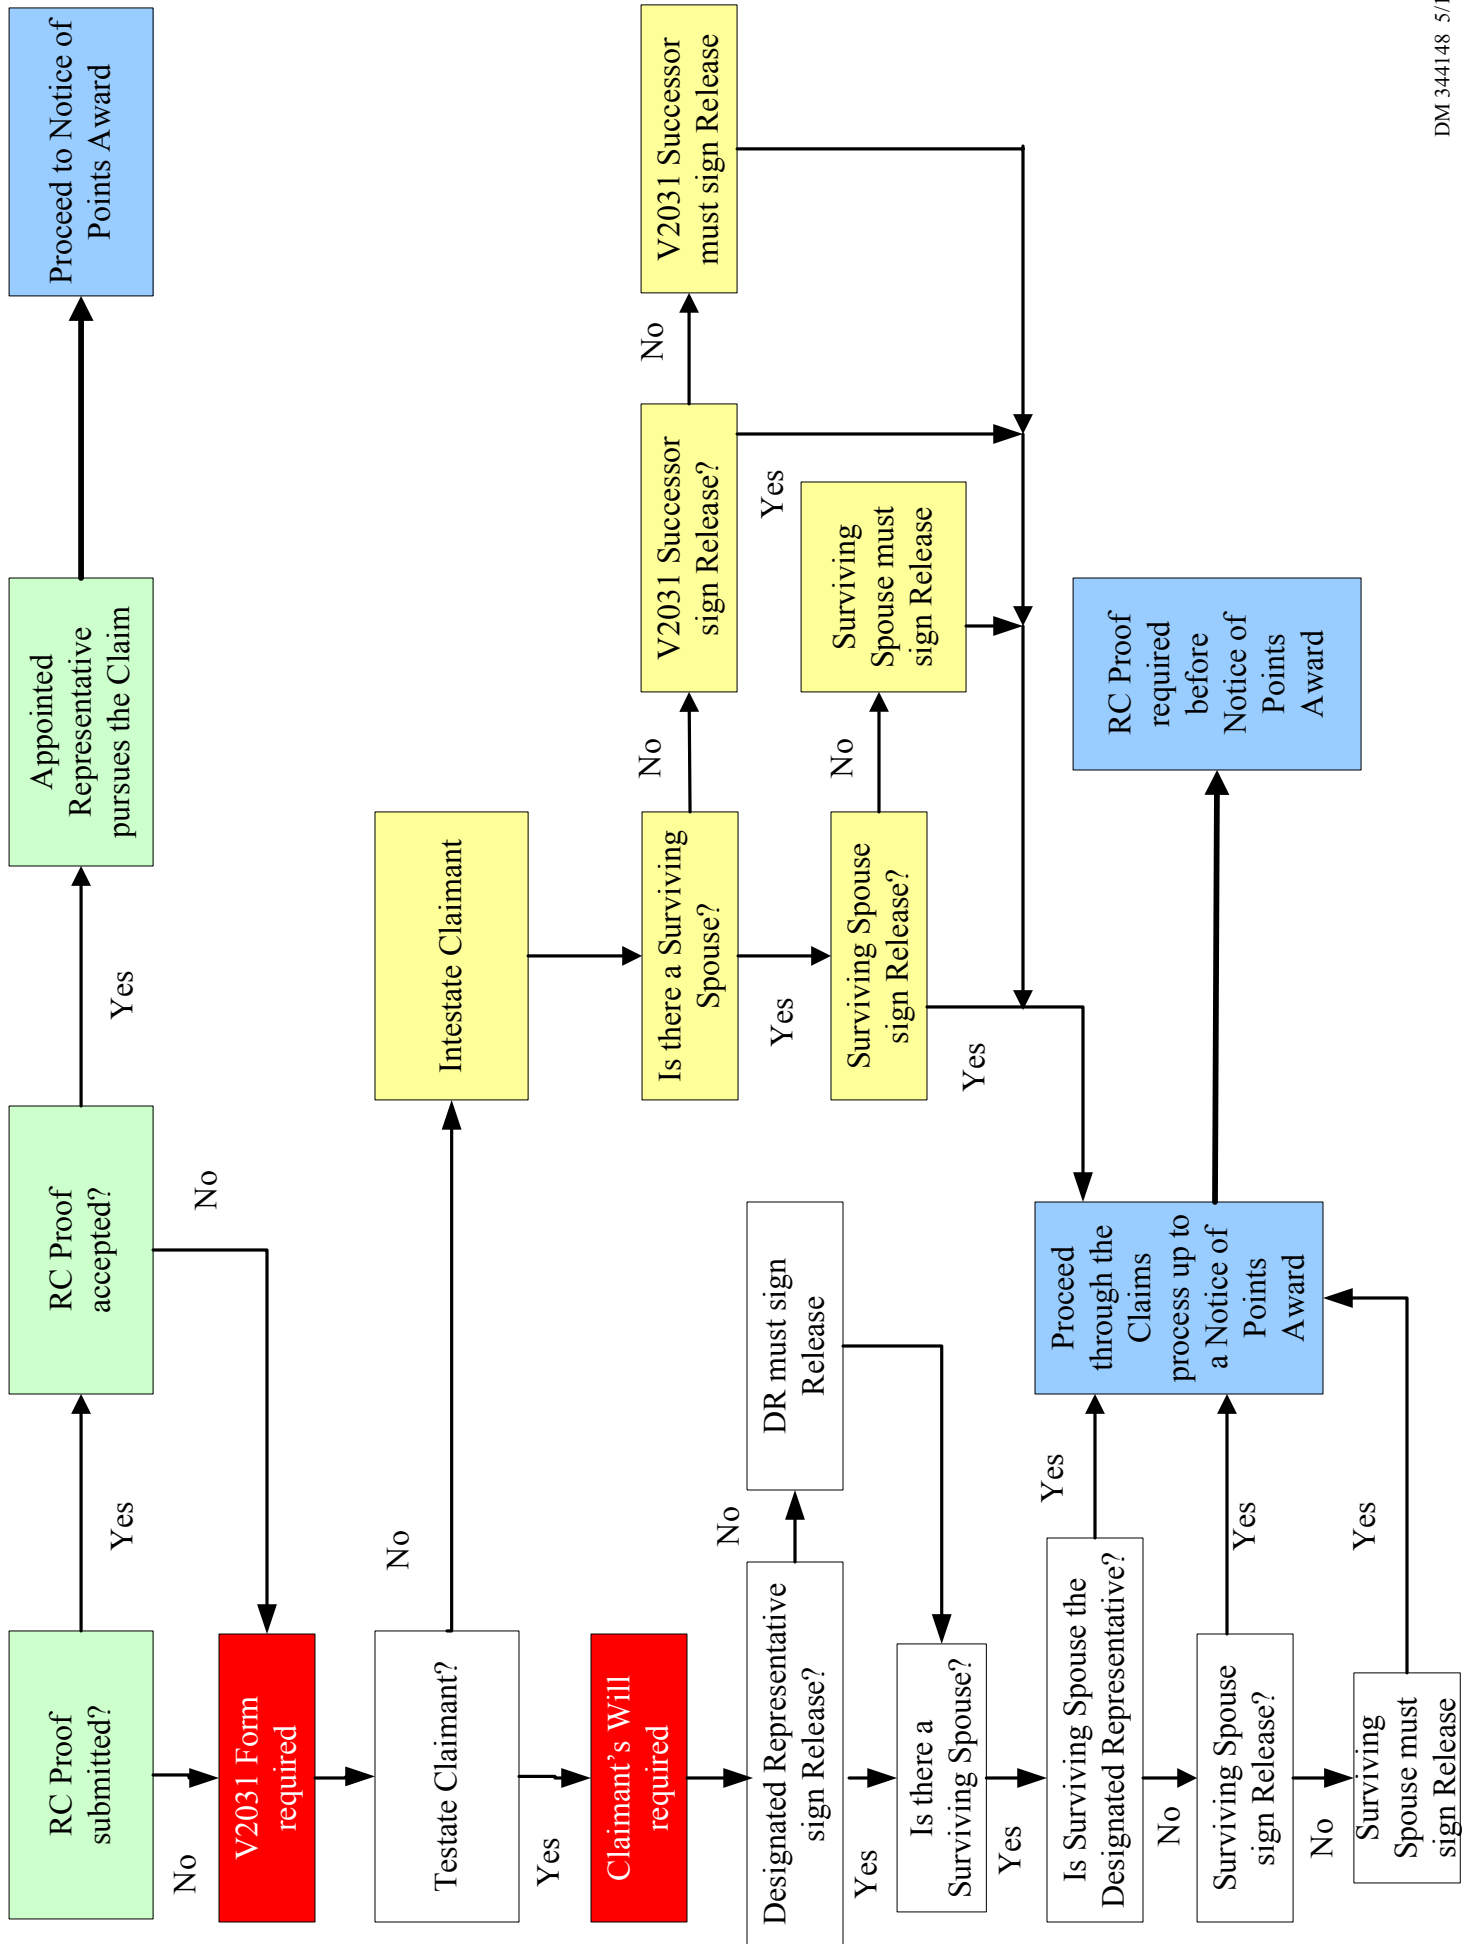 RC Proof
submitted?
Yes
No
RC Proof
accepted?
Yes
No
Appointed
Representative
pursues the Claim
Proceed to Notice of
Points Award
V2031 Form
required
Testate Claimant?
No
Yes
Intestate Claimant
Claimant's Will
required
Is there a Surviving
Spouse?
No
Yes
V2031 Successor
sign Release?
No
Yes
V2031 Successor
must sign Release
Designated Representative
sign Release?
No
Yes
DR must sign
Release
Surviving Spouse
sign Release?
No
Yes
Surviving
Spouse must
sign Release
Is there a
Surviving Spouse?
Yes
Is Surviving Spouse the
Designated Representative?
Yes
No
Proceed
through the
Claims
process up to
a Notice of
Points
Award
RC Proof
required
before
Notice of
Points
Award
Surviving Spouse
sign Release?
Yes
No
Surviving
Spouse must
sign Release
Yes
DM 344148 5/1